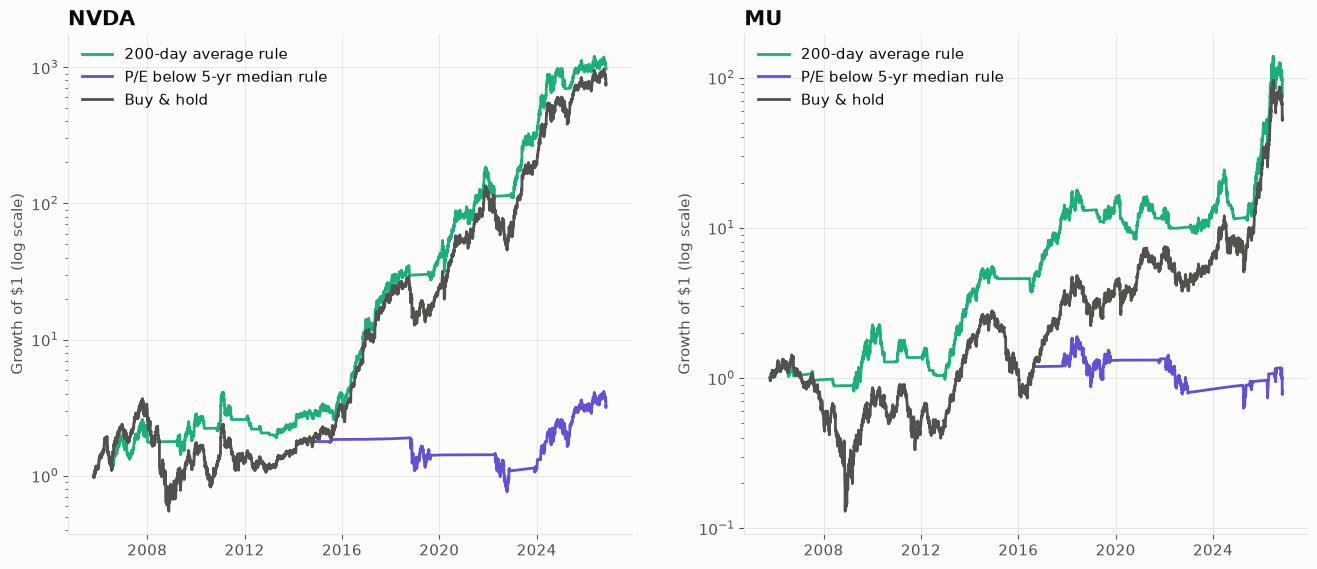 NVDA
Growth of $1 (log scale)
200-day average rule
P/E below 5-yr median rule
Buy & hold
10³
10²
10¹
10⁰
2008 2012 2016 2020 2024
MU
Growth of $1 (log scale)
200-day average rule
P/E below 5-yr median rule
Buy & hold
10²
10¹
10⁰
10⁻¹
2008 2012 2016 2020 2024